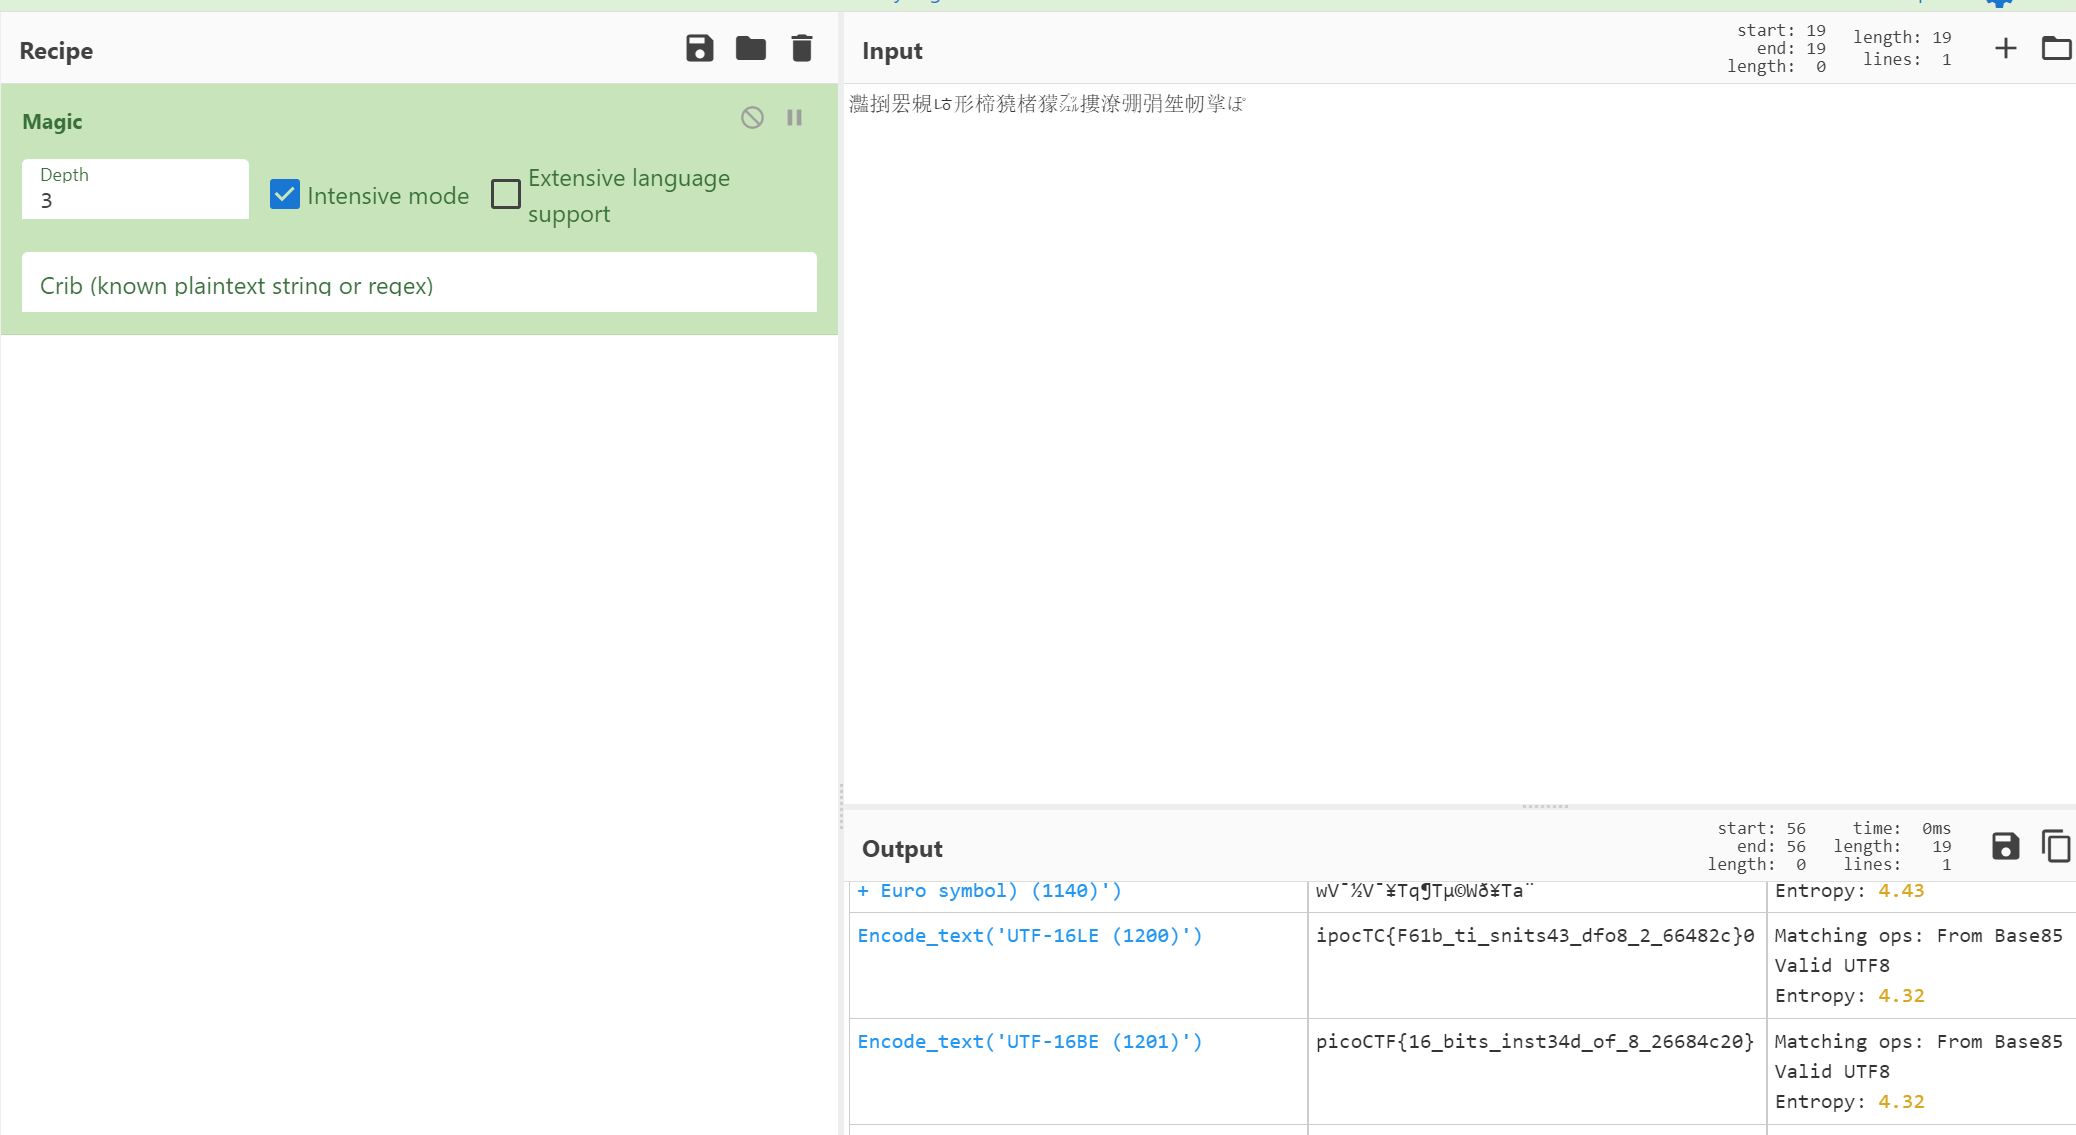 Recipe
Magic
Depth
3
Intensive mode
Extensive language
support
Crib (known plaintext string or regex)
Input
start: 19
end: 19
length: 0
length: 19
lines: 1
灩捯䍔䙻ㄶ形楴獟楮獴㌴摟潦弸弲㘶㠴挲ぽ
Output
start: 56
end: 56
length: 0
time: 0ms
length: 19
lines: 1
+ Euro symbol) (1140)')
wV¯½V¯¥Tq¶Tµ©Wð¥Ta¨
Entropy: 4.43
Encode_text('UTF-16LE (1200)')
ipocTC{F61b_ti_snits43_dfo8_2_66482c}0
Matching ops: From Base85
Valid UTF8
Entropy: 4.32
Encode_text('UTF-16BE (1201)')
picoCTF{16_bits_inst34d_of_8_26684c20}
Matching ops: From Base85
Valid UTF8
Entropy: 4.32